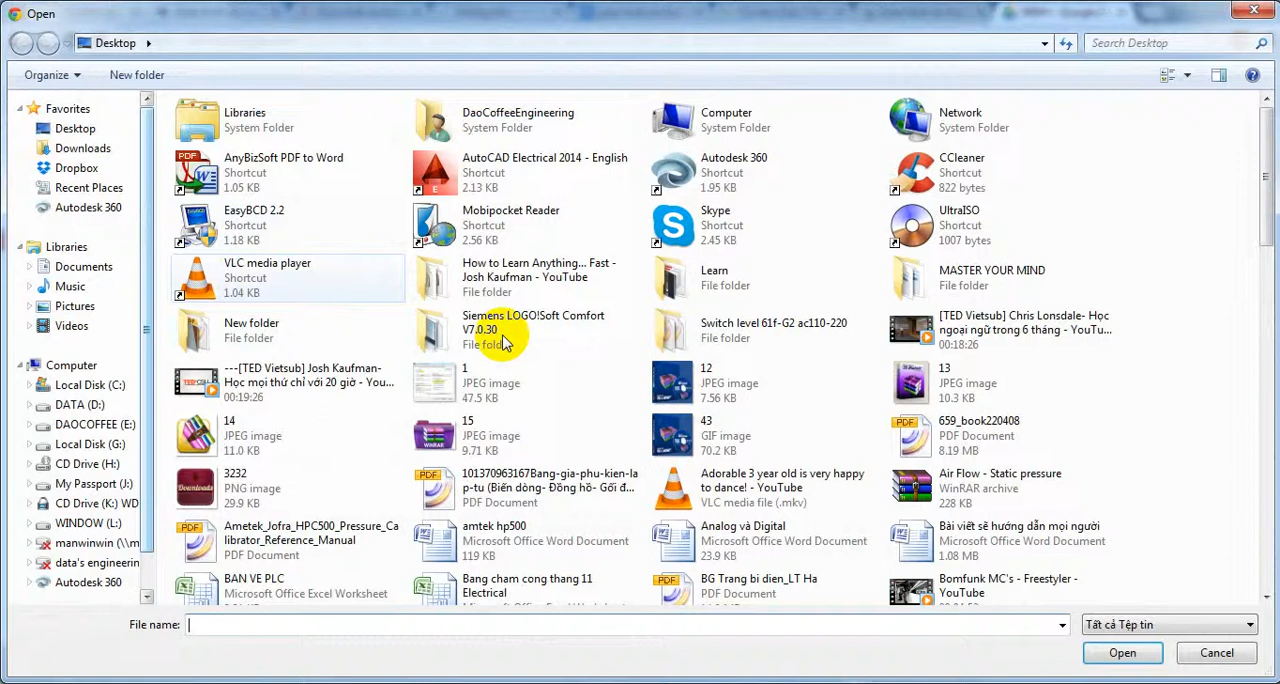 Open
Desktop
Search Desktop
Organize
New folder
Favorites
Desktop
Downloads
Dropbox
Recent Places
Autodesk 360
Libraries
Documents
Music
Pictures
Videos
Computer
Local Disk (C:)
DATA (D:)
DAOCOFFEE (E:)
Local Disk (G:)
CD Drive (H:)
My Passport (J:)
CD Drive (K:) WD
WINDOW (L:)
manwinwin (\\m
data's engineerin
Autodesk 360
Libraries
System Folder
DaoCoffeeEngineering
System Folder
Computer
System Folder
Network
System Folder
AnyBizSoft PDF to Word
Shortcut
1.05 KB
AutoCAD Electrical 2014 - English
Shortcut
2.13 KB
Autodesk 360
Shortcut
1.95 KB
CCleaner
Shortcut
822 bytes
EasyBCD 2.2
Shortcut
1.18 KB
Mobipocket Reader
Shortcut
2.56 KB
Skype
Shortcut
2.45 KB
UltraISO
Shortcut
1007 bytes
VLC media player
Shortcut
1.04 KB
How to Learn Anything... Fast -
Josh Kaufman - YouTube
File folder
Learn
File folder
MASTER YOUR MIND
File folder
New folder
File folder
Siemens LOGO!Soft Comfort
V7.0.30
File folder
Switch level 61f-G2 ac110-220
File folder
[TED Vietsub] Chris Lonsdale- Học
ngoại ngữ trong 6 tháng - YouTu...
00:18:26
---[TED Vietsub] Josh Kaufman-
Học mọi thứ chỉ với 20 giờ - You...
00:19:26
1
JPEG image
47.5 KB
12
JPEG image
7.56 KB
13
JPEG image
10.3 KB
14
JPEG image
11.0 KB
15
JPEG image
9.71 KB
43
GIF image
70.2 KB
659_book220408
PDF Document
8.19 MB
3232
PNG image
29.9 KB
101370963167Bang-gia-phu-kien-la
p-tu (Biến dòng- Đồng hồ- Gối đ...
PDF Document
Adorable 3 year old is very happy
to dance! - YouTube
VLC media file (.mkv)
Air Flow - Static pressure
WinRAR archive
228 KB
Ametek_Jofra_HPC500_Pressure_Ca
librator_Reference_Manual
PDF Document
amtek hp500
Microsoft Office Word Document
119 KB
Analog và Digital
Microsoft Office Word Document
23.9 KB
Bài viết sẽ hướng dẫn mọi người
Microsoft Office Word Document
1.08 MB
BAN VE PLC
Microsoft Office Excel Worksheet
Bang cham cong thang 11
Electrical
BG Trang bi dien_LT Ha
PDF Document
Bomfunk MC's - Freestyler -
YouTube
File name:
Tất cả Tệp tin
Open
Cancel